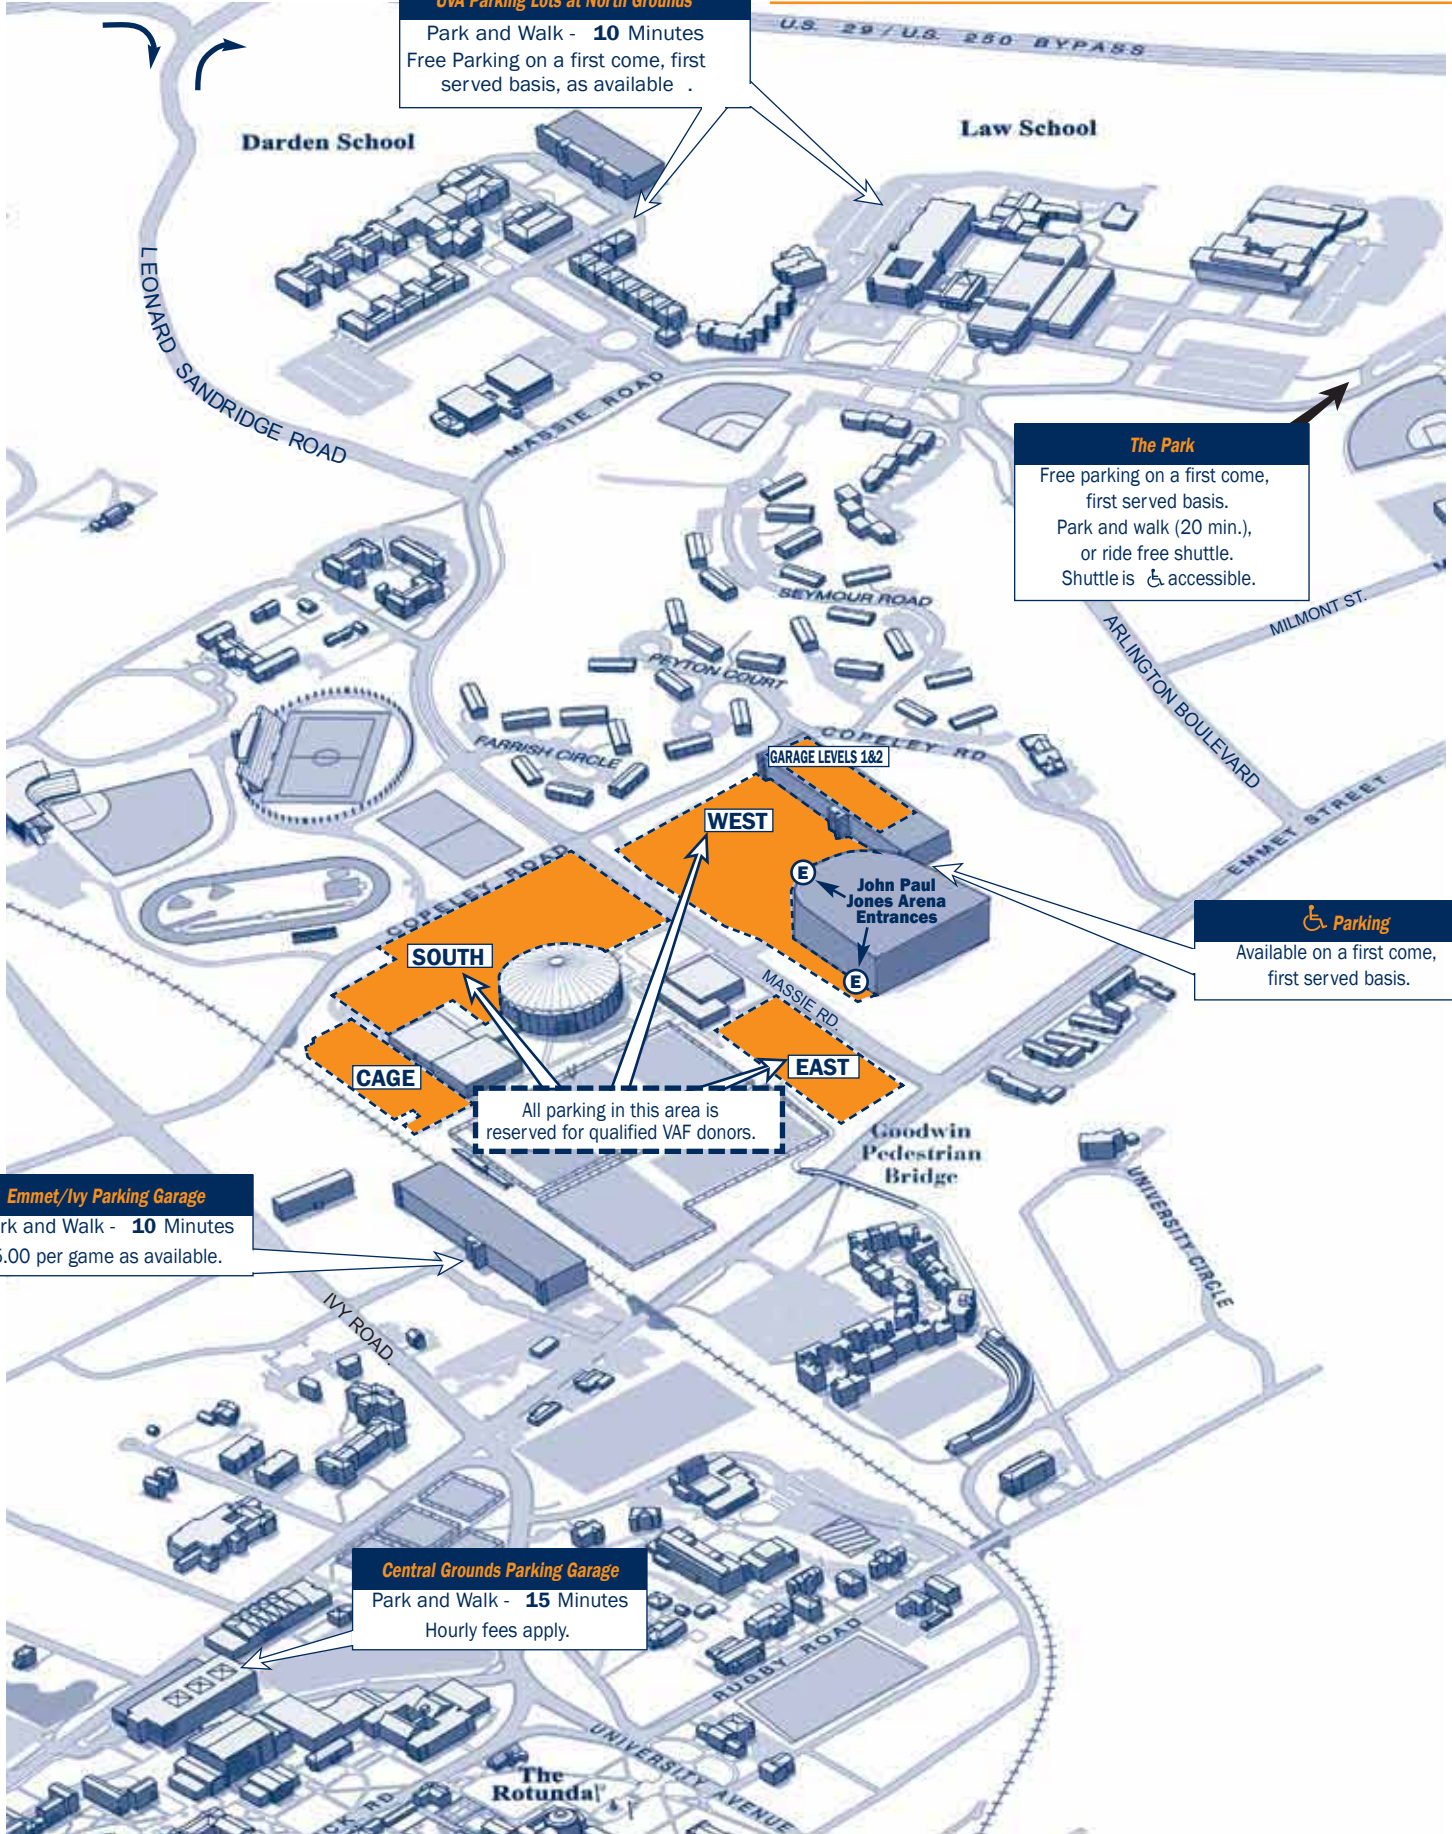 UVA Parking Lots at North Grounds
Park and Walk - 10 Minutes
Free Parking on a first come, first
served basis, as available .
U.S. 29 / U.S. 250 BYPASS
Darden School
Law School
LEONARD SANDRIDGE ROAD
MASSIE ROAD
The Park
Free parking on a first come,
first served basis.
Park and walk (20 min.),
or ride free shuttle.
Shuttle is ♿ accessible.
SEYMOUR ROAD
MILMONT ST.
ARLINGTON BOULEVARD
PEYTON COURT
COPELEY RD
FARRISH CIRCLE
GARAGE LEVELS 1&2
EMMET STREET
WEST
COPELEY ROAD
E
John Paul
Jones Arena
Entrances
E
♿ Parking
Available on a first come,
first served basis.
SOUTH
MASSIE RD
EAST
CAGE
All parking in this area is
reserved for qualified VAF donors.
Goodwin
Pedestrian
Bridge
UNIVERSITY CIRCLE
Emmet/Ivy Parking Garage
rk and Walk - 10 Minutes
5.00 per game as available.
IVY ROAD.
Central Grounds Parking Garage
Park and Walk - 15 Minutes
Hourly fees apply.
RUGBY ROAD
UNIVERSITY AVENUE
The
Rotunda
CK RD